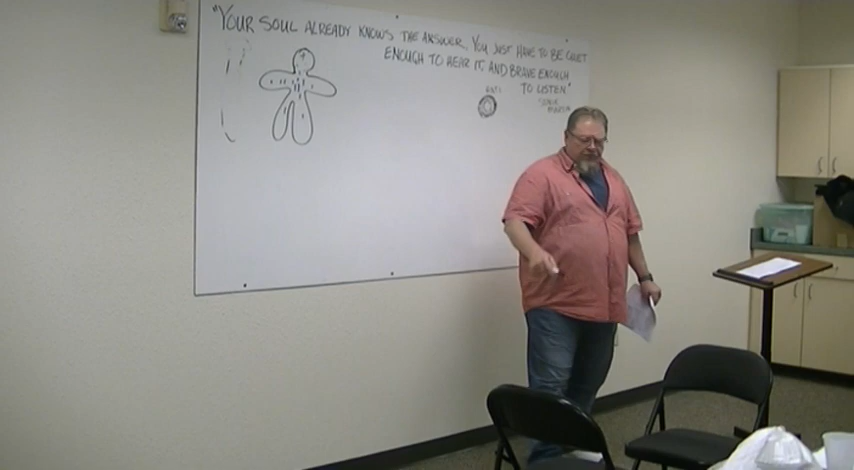 "YOUR SOUL ALREADY KNOWS THE ANSWER, YOU JUST HAVE TO BE QUIET
ENOUGH TO HEAR IT, AND BRAVE ENOUGH
TO LISTEN."